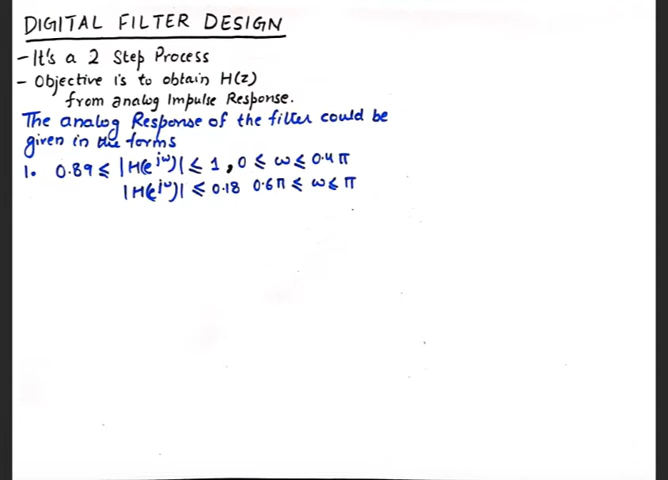 DIGITAL FILTER DESIGN
- It's a 2 Step Process
- Objective is to obtain H(z)
from analog Impulse Response.
The analog Response of the filter could be
given in the forms
1. 0.89 ≤ |H(e^jω)| ≤ 1, 0 ≤ ω ≤ 0.4π
|H(e^jω)| ≤ 0.18 0.6π ≤ ω ≤ π